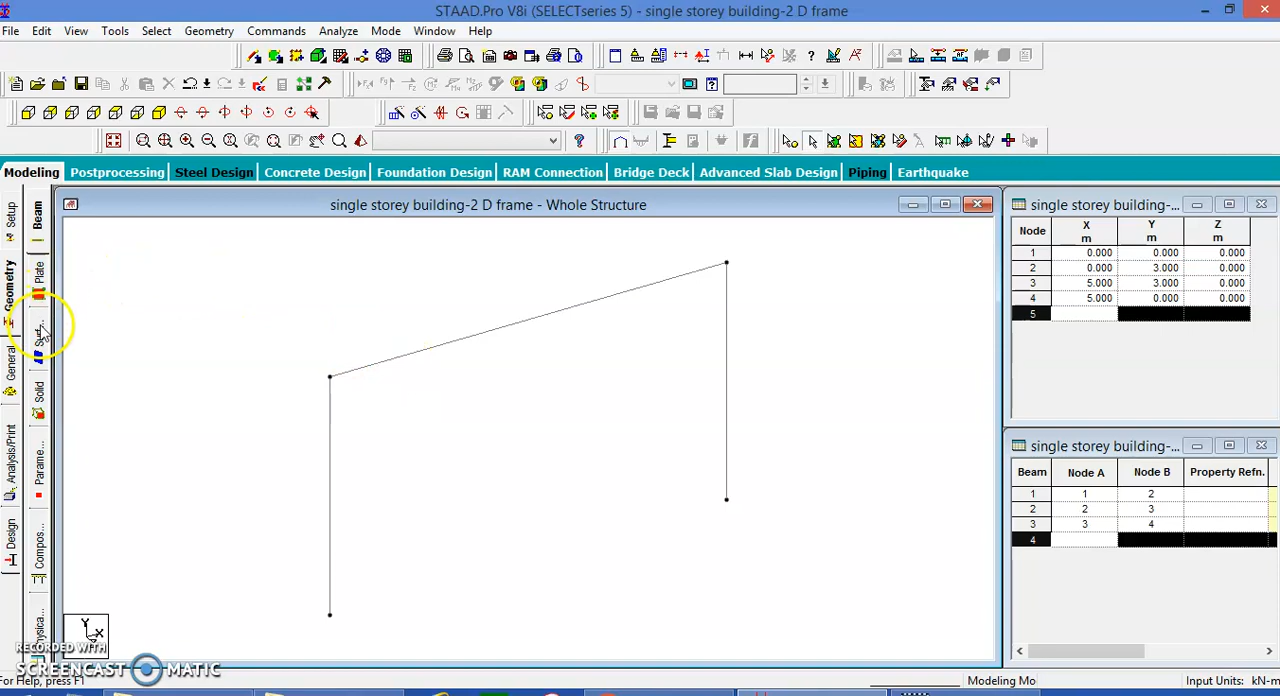 STAAD.Pro V8i (SELECTseries 5) - single storey building-2 D frame
File Edit View Tools Select Geometry Commands Analyze Mode Window Help
Modeling Postprocessing Steel Design Concrete Design Foundation Design RAM Connection Bridge Deck Advanced Slab Design Piping Earthquake
Setup
Geometry
General
Analysis/Print
Design
Beam
Plate
Solid
Parame...
Compos...
single storey building-2 D frame - Whole Structure
single storey building-...
Node X m Y m Z m
1 0.000 0.000 0.000
2 0.000 3.000 0.000
3 5.000 3.000 0.000
4 5.000 0.000 0.000
5
single storey building-...
Beam Node A Node B Property Refn.
1 1 2
2 2 3
3 3 4
4
Y
X
RECORDED WITH
SCREENCAST MATIC
For Help, press F1
Modeling Mo
Input Units: kN-m